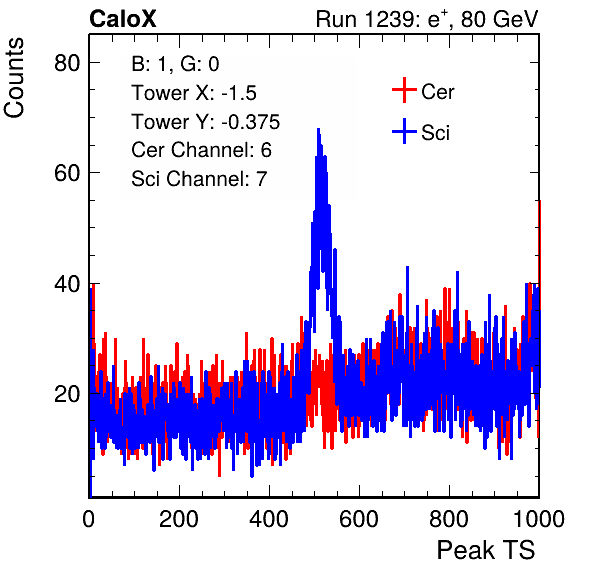 CaloX Run 1239: e⁺, 80 GeV
Counts
B: 1, G: 0
Tower X: -1.5
Tower Y: -0.375
Cer Channel: 6
Sci Channel: 7
Cer
Sci
80
60
40
20
0 200 400 600 800 1000
Peak TS